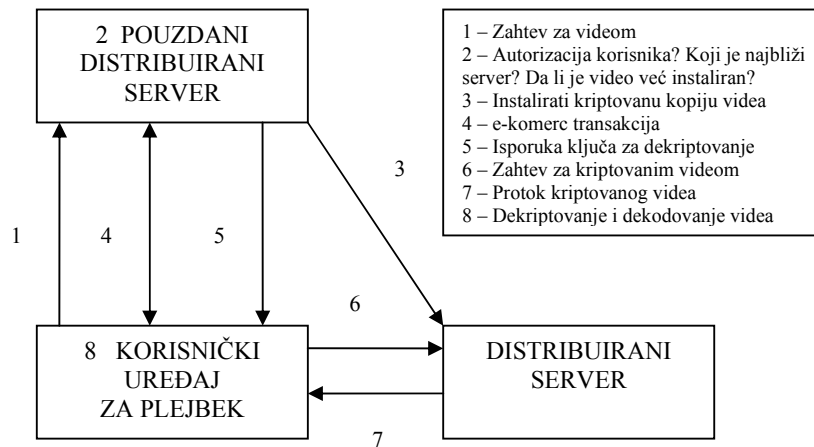 2 POUZDANI
DISTRIBUIRANI
SERVER
1 – Zahtev za videom
2 – Autorizacija korisnika? Koji je najbliži
server? Da li je video već instaliran?
3 – Instalirati kriptovanu kopiju videa
4 – e-komerc transakcija
5 – Isporuka ključa za dekriptovanje
6 – Zahtev za kriptovanim videom
7 – Protok kriptovanog videa
8 – Dekriptovanje i dekodovanje videa
3
1
4
5
6
8 KORISNIČKI
UREĐAJ
ZA PLEJBEK
DISTRIBUIRANI
SERVER
7